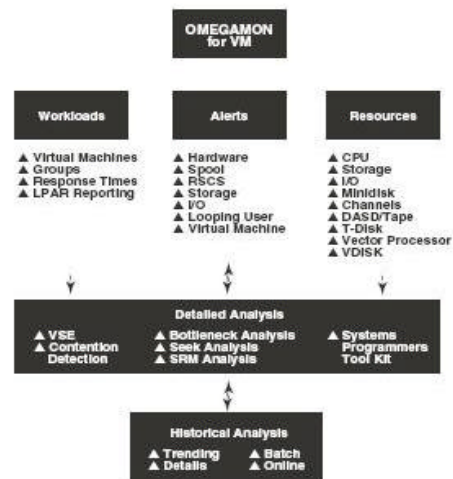 OMEGAMON
for VM
Workloads
▲ Virtual Machines
▲ Groups
▲ Response Times
▲ LPAR Reporting
Alerts
▲ Hardware
▲ Spool
▲ RSCS
▲ Storage
▲ I/O
▲ Looping User
▲ Virtual Machine
Resources
▲ CPU
▲ Storage
▲ I/O
▲ Minidisk
▲ Channels
▲ DASD/Tape
▲ T-Disk
▲ Vector Processor
▲ VDISK
Detailed Analysis
▲ VSE
▲ Contention
Detection
▲ Bottleneck Analysis
▲ Seek Analysis
▲ SRM Analysis
▲ Systems
Programmers
Tool Kit
Historical Analysis
▲ Trending
▲ Details
▲ Batch
▲ Online